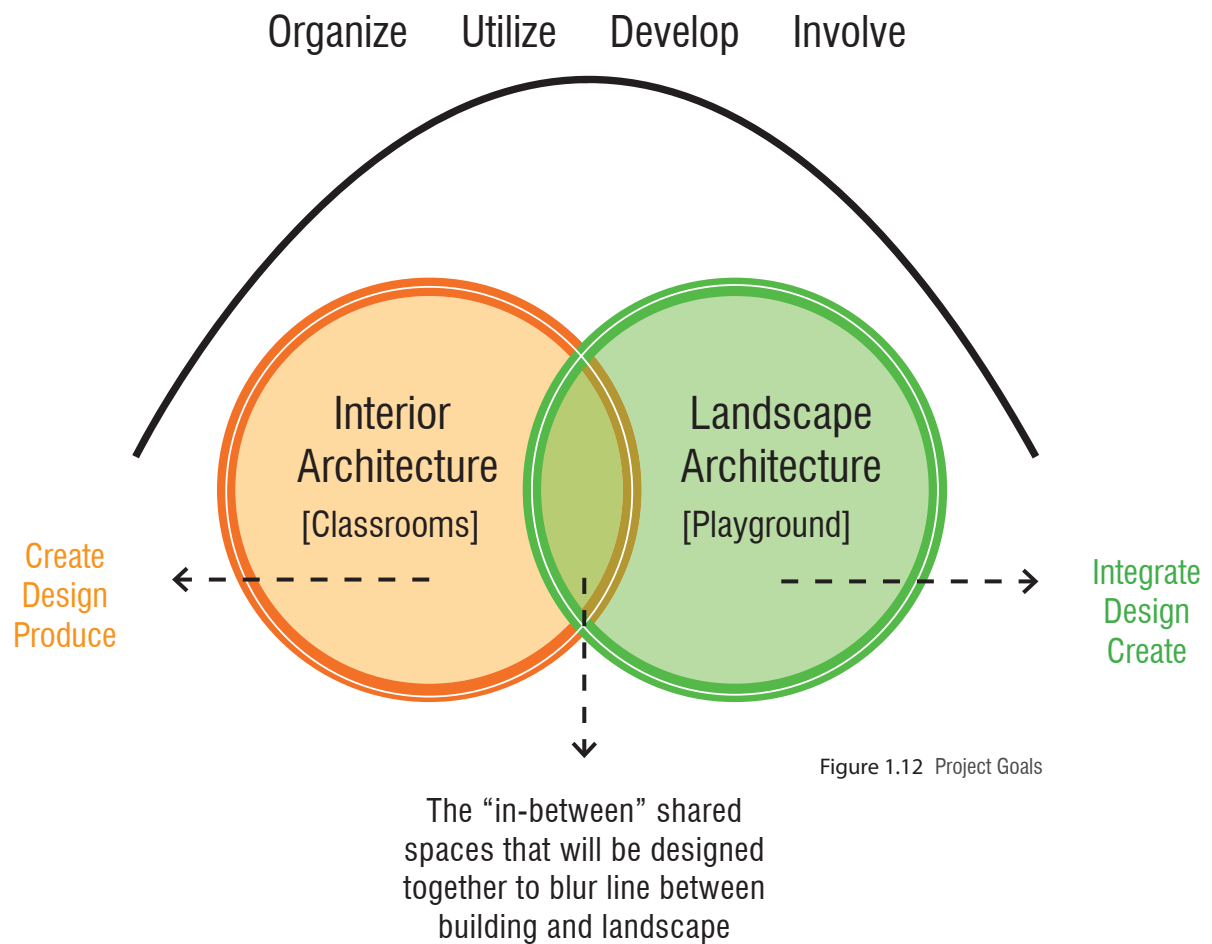 Organize Utilize Develop Involve
Interior
Architecture
[Classrooms]
Landscape
Architecture
[Playground]
Create
Design
Produce
Integrate
Design
Create
Figure 1.12 Project Goals
The “in-between” shared
spaces that will be designed
together to blur line between
building and landscape